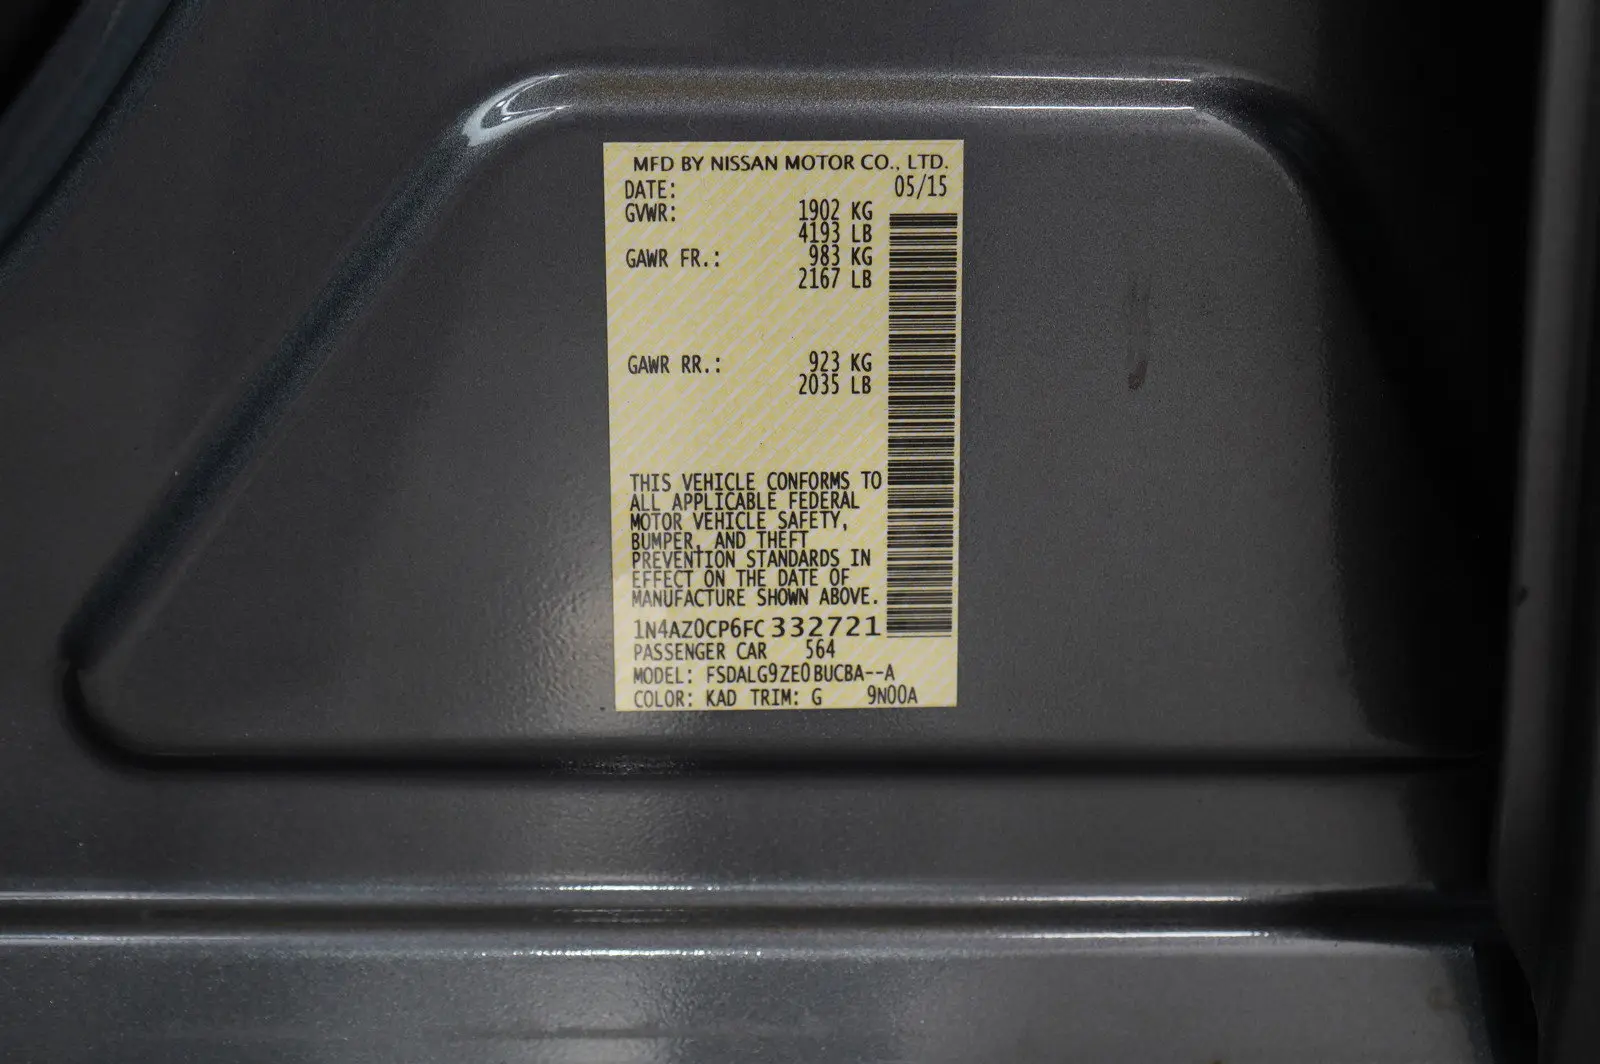 MFD BY NISSAN MOTOR CO., LTD.
DATE: 05/15
GVWR: 1902 KG
4193 LB
GAWR FR.: 983 KG
2167 LB
GAWR RR.: 923 KG
2035 LB
THIS VEHICLE CONFORMS TO
ALL APPLICABLE FEDERAL
MOTOR VEHICLE SAFETY,
BUMPER, AND THEFT
PREVENTION STANDARDS IN
EFFECT ON THE DATE OF
MANUFACTURE SHOWN ABOVE.
1N4AZ0CP6FC332721
PASSENGER CAR 564
MODEL: FSDALG9ZE0BUCBA--A
COLOR: KAD TRIM: G 9N00A